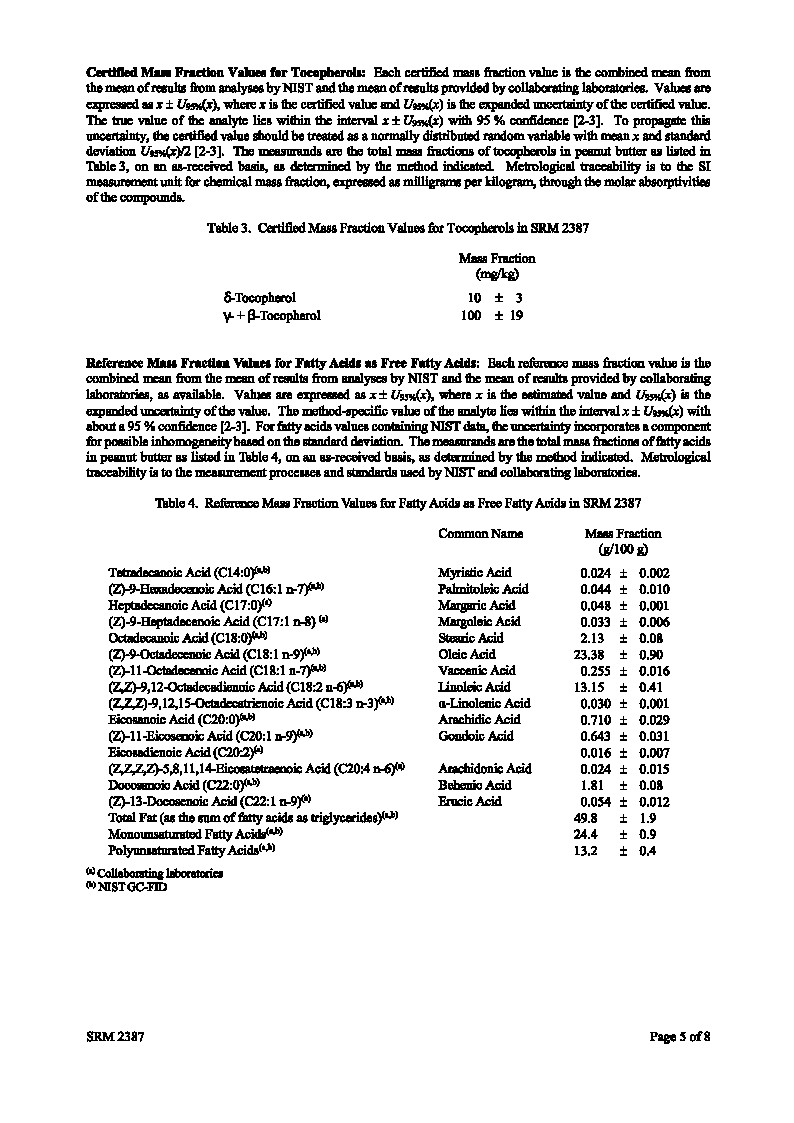 Certified Mass Fraction Values for Tocopherols: Each certified mass fraction value is the combined mean from
the mean of results from analyses by NIST and the mean of results provided by collaborating laboratories. Values are
expressed as x ± U95%(x), where x is the certified value and U95%(x) is the expanded uncertainty of the certified value.
The true value of the analyte lies within the interval x ± U95%(x) with 95 % confidence [2-3]. To propagate this
uncertainty, the certified value should be treated as a normally distributed random variable with mean x and standard
deviation U95%(x)/2 [2-3]. The measurands are the total mass fractions of tocopherols in peanut butter as listed in
Table 3, on an as-received basis, as determined by the method indicated. Metrological traceability is to the SI
measurement unit for chemical mass fraction, expressed as milligrams per kilogram, through the molar absorptivities
of the compounds.
Table 3. Certified Mass Fraction Values for Tocopherols in SRM 2387
Mass Fraction
(mg/kg)
δ-Tocopherol 10 ± 3
γ- + β-Tocopherol 100 ± 19
Reference Mass Fraction Values for Fatty Acids as Free Fatty Acids: Each reference mass fraction value is the
combined mean from the mean of results from analyses by NIST and the mean of results provided by collaborating
laboratories, as available. Values are expressed as x ± U95%(x), where x is the estimated value and U95%(x) is the
expanded uncertainty of the value. The method-specific value of the analyte lies within the interval x ± U95%(x) with
about a 95 % confidence [2-3]. For fatty acids values containing NIST data, the uncertainty incorporates a component
for possible inhomogeneity based on the standard deviation. The measurands are the total mass fractions of fatty acids
in peanut butter as listed in Table 4, on an as-received basis, as determined by the method indicated. Metrological
traceability is to the measurement processes and standards used by NIST and collaborating laboratories.
Table 4. Reference Mass Fraction Values for Fatty Acids as Free Fatty Acids in SRM 2387
Common Name Mass Fraction
(g/100 g)
Tetradecanoic Acid (C14:0)(a,b) Myristic Acid 0.024 ± 0.002
(Z)-9-Hexadecenoic Acid (C16:1 n-7)(a,b) Palmitoleic Acid 0.044 ± 0.010
Heptadecanoic Acid (C17:0)(a) Margaric Acid 0.048 ± 0.001
(Z)-9-Heptadecenoic Acid (C17:1 n-8) (a) Margoleic Acid 0.033 ± 0.006
Octadecanoic Acid (C18:0)(a,b) Stearic Acid 2.13 ± 0.08
(Z)-9-Octadecenoic Acid (C18:1 n-9)(a,b) Oleic Acid 23.38 ± 0.90
(Z)-11-Octadecenoic Acid (C18:1 n-7)(a,b) Vaccenic Acid 0.255 ± 0.016
(Z,Z)-9,12-Octadecadienoic Acid (C18:2 n-6)(a,b) Linoleic Acid 13.15 ± 0.41
(Z,Z,Z)-9,12,15-Octadecatrienoic Acid (C18:3 n-3)(a,b) α-Linolenic Acid 0.030 ± 0.001
Eicosanoic Acid (C20:0)(a,b) Arachidic Acid 0.710 ± 0.029
(Z)-11-Eicosenoic Acid (C20:1 n-9)(a,b) Gondoic Acid 0.643 ± 0.031
Eicosadienoic Acid (C20:2)(a) 0.016 ± 0.007
(Z,Z,Z,Z)-5,8,11,14-Eicosatetraenoic Acid (C20:4 n-6)(a) Arachidonic Acid 0.024 ± 0.015
Docosanoic Acid (C22:0)(a,b) Behenic Acid 1.81 ± 0.08
(Z)-13-Docosenoic Acid (C22:1 n-9)(a) Erucic Acid 0.054 ± 0.012
Total Fat (as the sum of fatty acids as triglycerides)(a,b) 49.8 ± 1.9
Monounsaturated Fatty Acids(a,b) 24.4 ± 0.9
Polyunsaturated Fatty Acids(a,b) 13.2 ± 0.4
(a) Collaborating laboratories
(b) NIST GC-FID
SRM 2387 Page 5 of 8